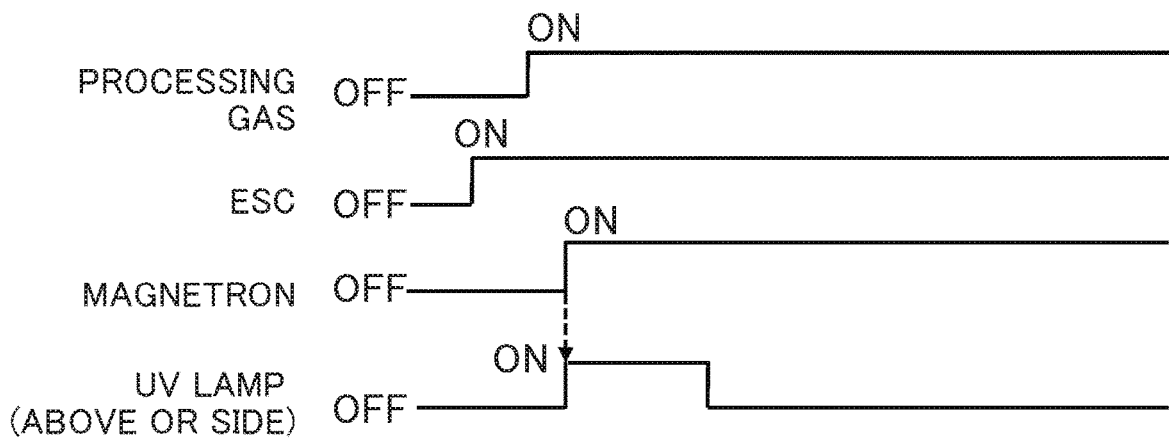 ON
PROCESSING
GAS
OFF
ON
ESC
OFF
ON
MAGNETRON
OFF
ON
UV LAMP
(ABOVE OR SIDE)
OFF